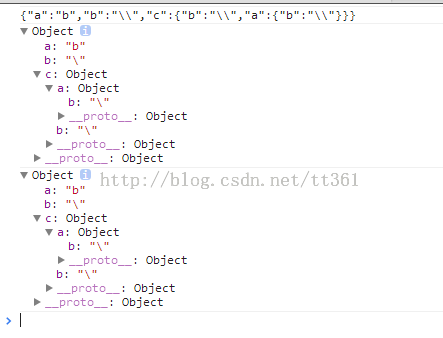 {"a":"b","b":"\\","c":{"b":"\\","a":{"b":"\\"}}}
▼Object i
a: "b"
b: "\"
▼c: Object
▼a: Object
b: "\"
▶__proto__: Object
b: "\"
▶__proto__: Object
▶__proto__: Object
▼Object i
http://blog.csdn.net/tt361
a: "b"
b: "\"
▼c: Object
▼a: Object
b: "\"
▶__proto__: Object
b: "\"
▶__proto__: Object
▶__proto__: Object
>